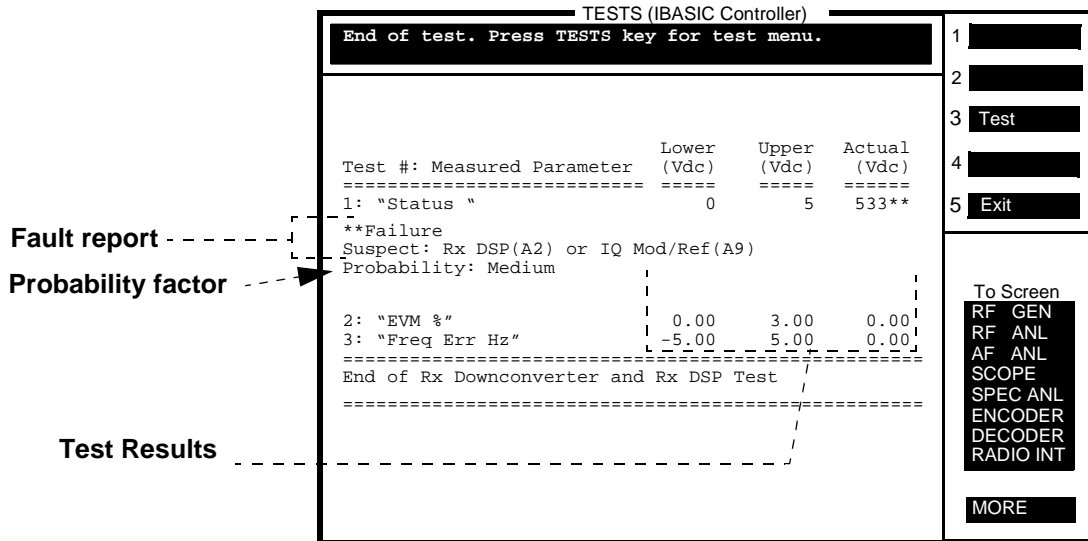 TESTS (IBASIC Controller)
End of test. Press TESTS key for test menu.
Lower Upper Actual
Test #: Measured Parameter (Vdc) (Vdc) (Vdc)
========================== ===== ===== ======
1: “Status “ 0 5 533**
**Failure
Suspect: Rx DSP(A2) or IQ Mod/Ref(A9)
Probability: Medium
2: “EVM %” 0.00 3.00 0.00
3: “Freq Err Hz” -5.00 5.00 0.00
====================================================
End of Rx Downconverter and Rx DSP Test
====================================================
Fault report
Probability factor
Test Results
1
2
3 Test
4
5 Exit
To Screen
RF GEN
RF ANL
AF ANL
SCOPE
SPEC ANL
ENCODER
DECODER
RADIO INT
MORE